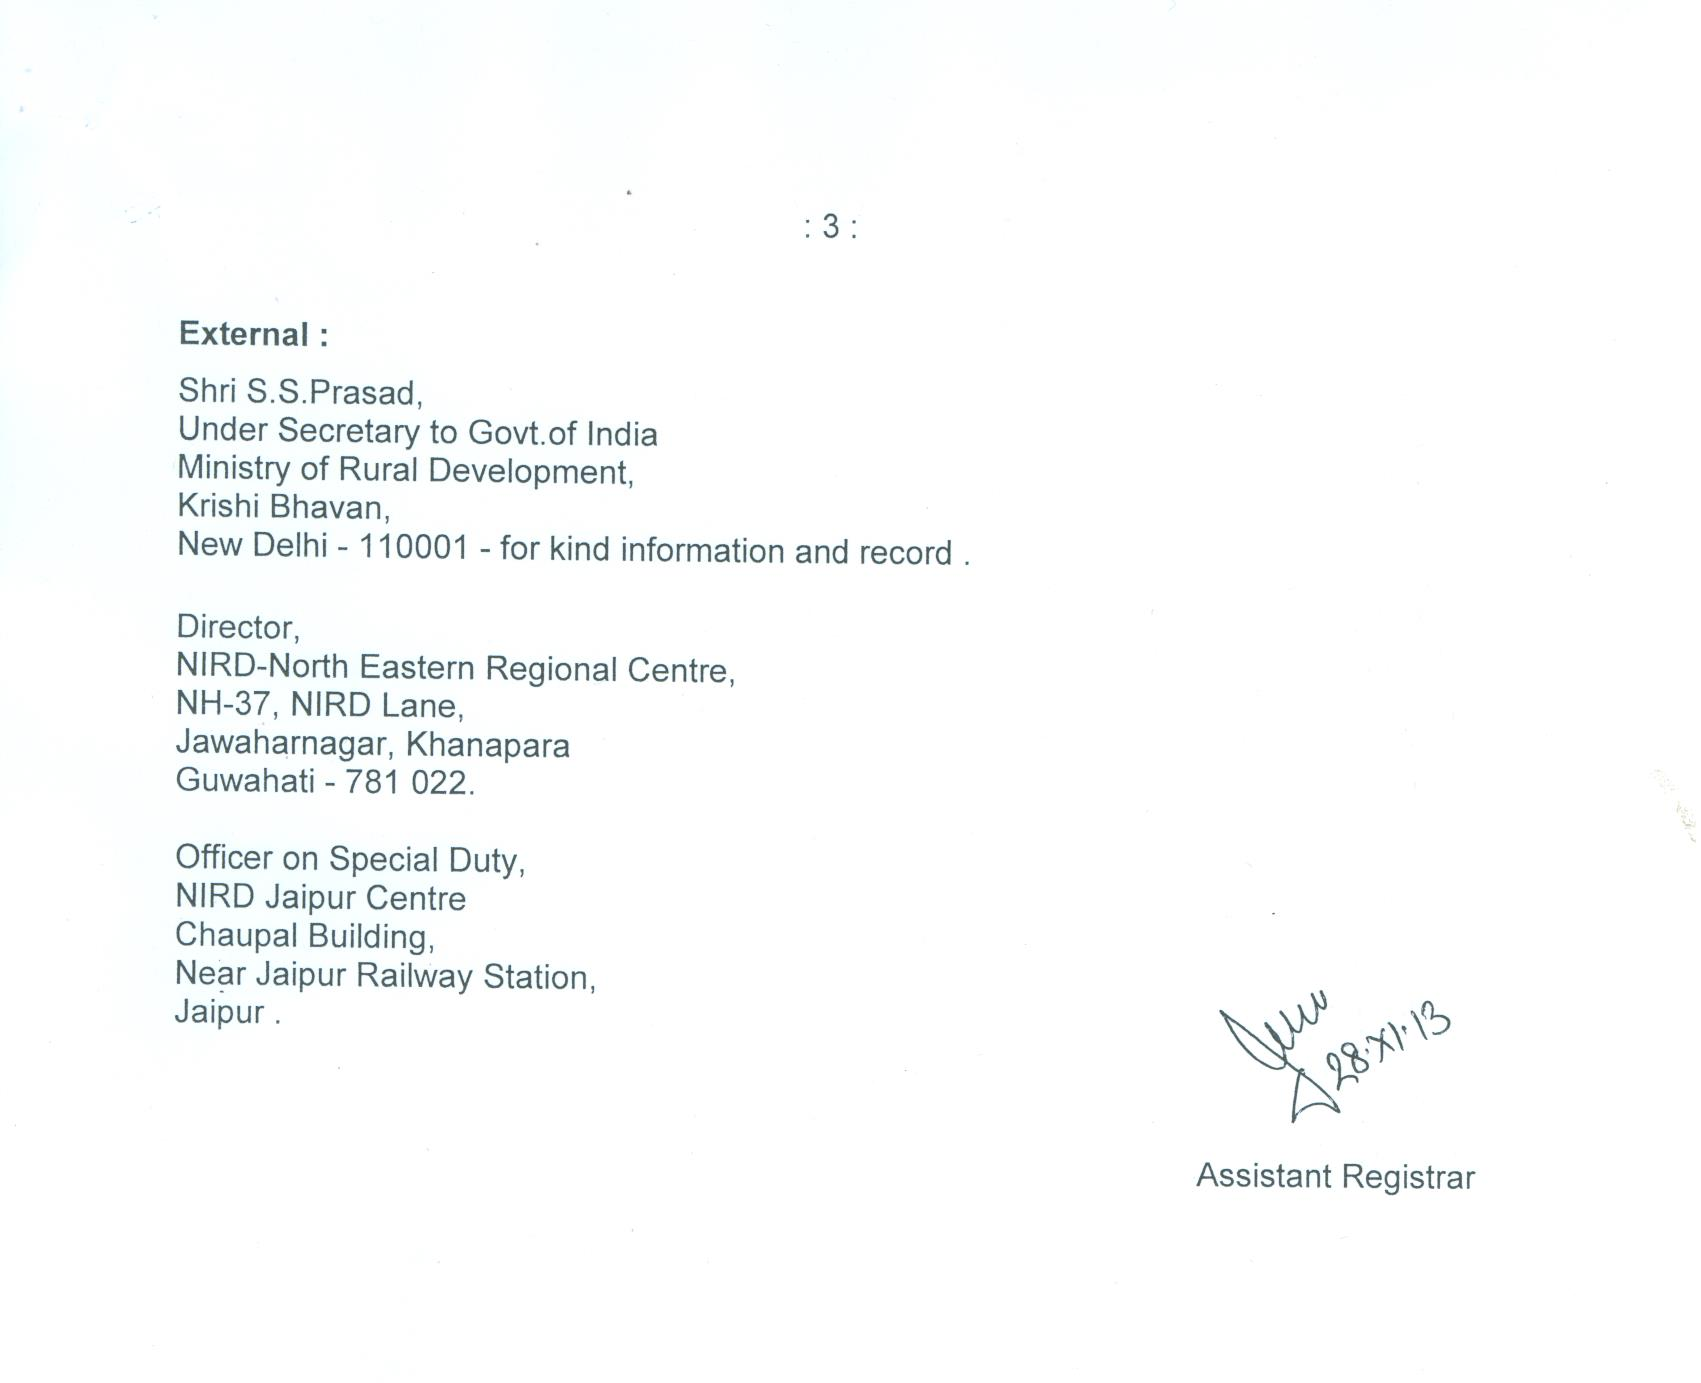 : 3 :
External :
Shri S.S.Prasad,
Under Secretary to Govt.of India
Ministry of Rural Development,
Krishi Bhavan,
New Delhi - 110001 - for kind information and record .
Director,
NIRD-North Eastern Regional Centre,
NH-37, NIRD Lane,
Jawaharnagar, Khanapara
Guwahati - 781 022.
Officer on Special Duty,
NIRD Jaipur Centre
Chaupal Building,
Near Jaipur Railway Station,
Jaipur .
28.XI.13
Assistant Registrar